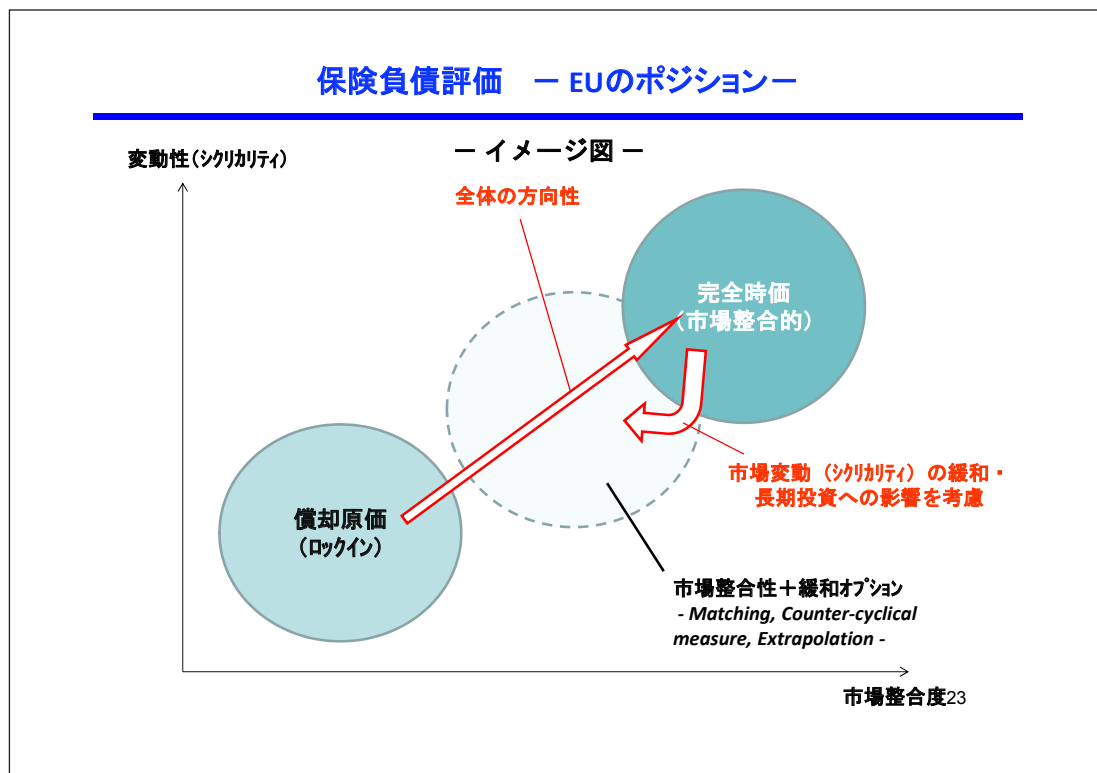 保険負債評価　－ EUのポジション－
－ イメージ図 －
変動性（ｼｸﾘｶﾘﾃｨ）
全体の方向性
完全時価
（市場整合的）
市場変動（ｼｸﾘｶﾘﾃｨ）の緩和・
長期投資への影響を考慮
償却原価
（ﾛｯｸｲﾝ）
市場整合性＋緩和ｵﾌﾟｼｮﾝ
- Matching, Counter-cyclical
measure, Extrapolation -
市場整合度23